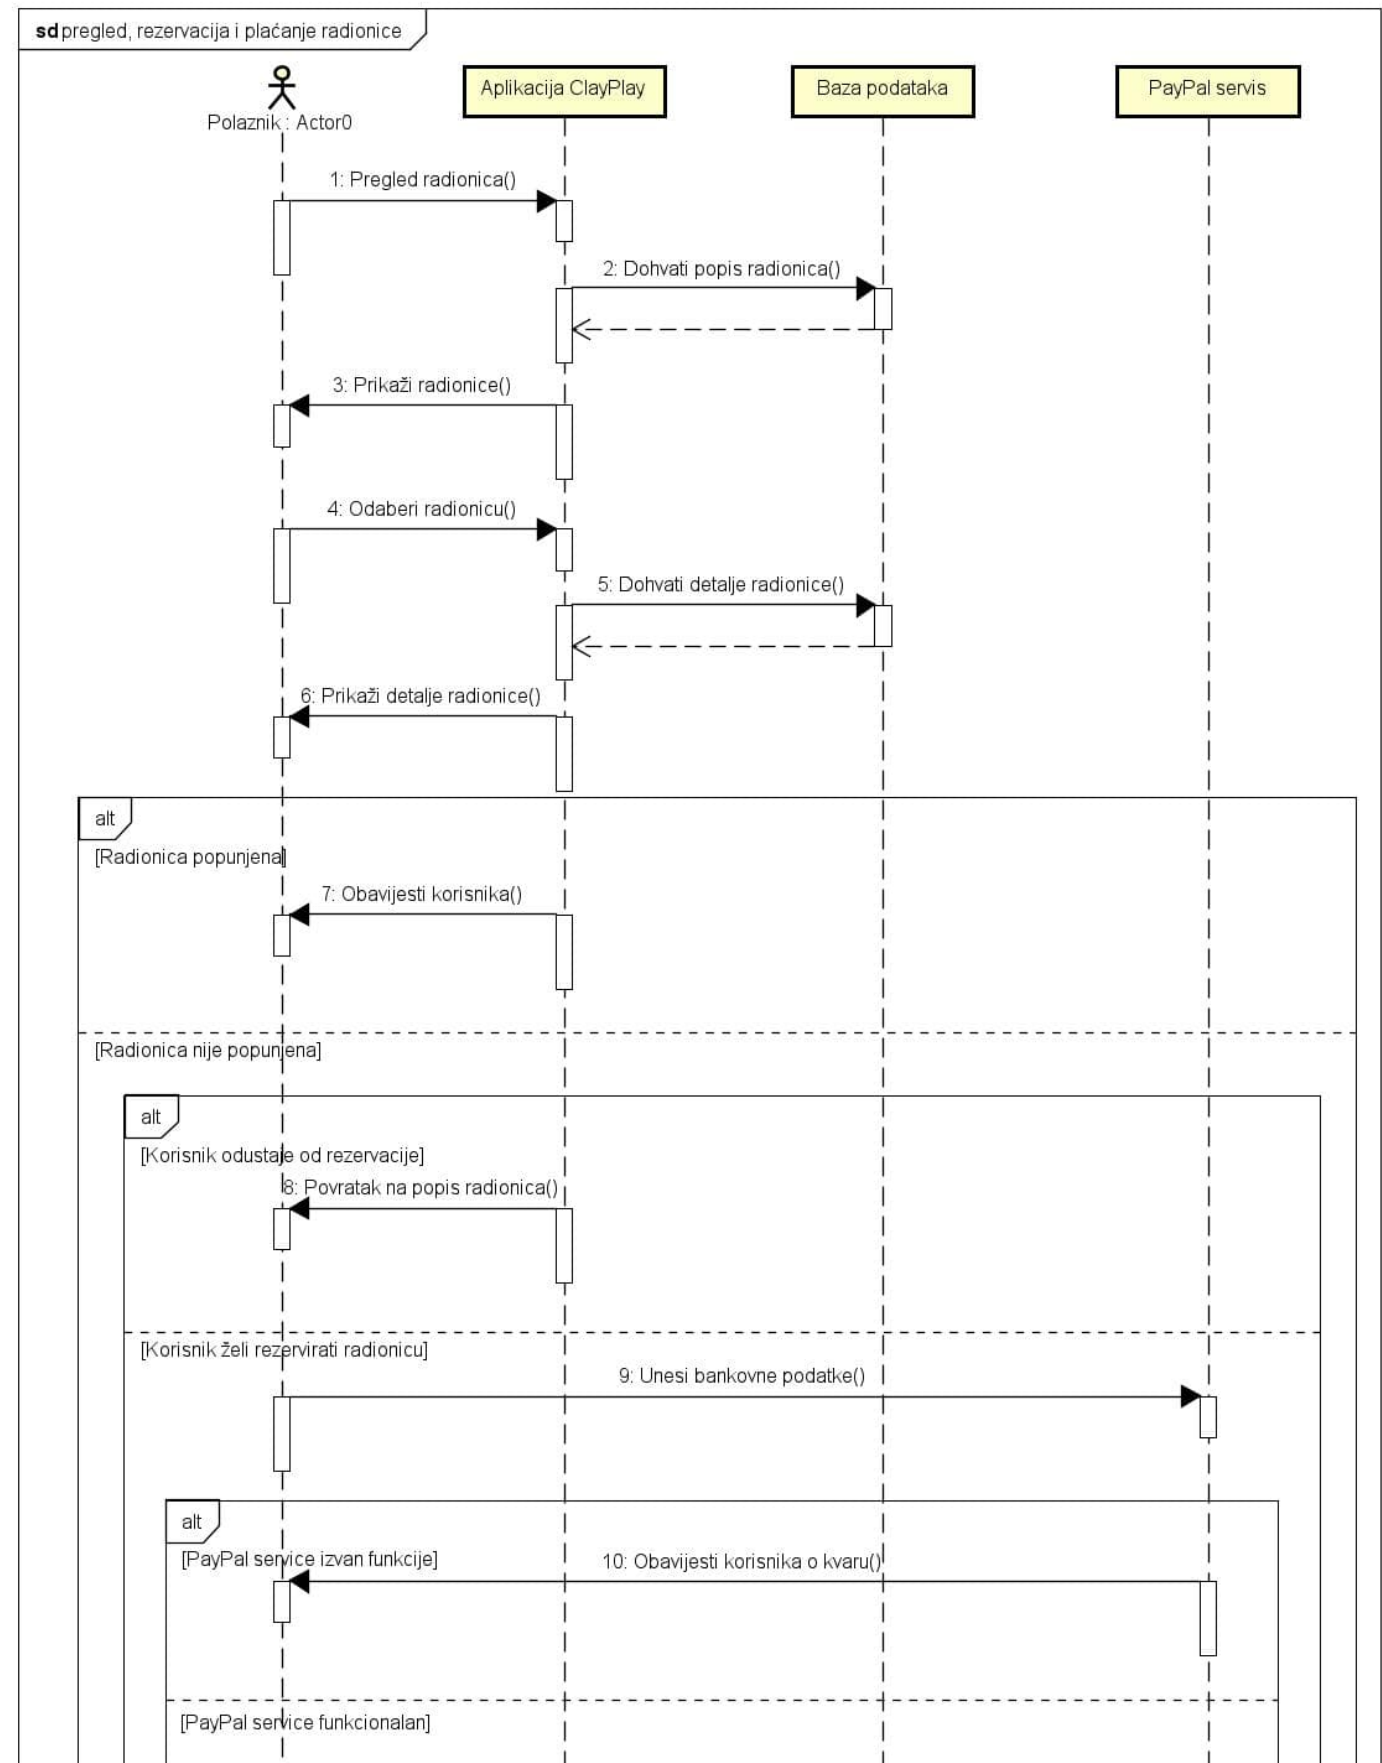 sd pregled, rezervacija i plaćanje radionice
Polaznik : Actor0
Aplikacija ClayPlay
Baza podataka
PayPal servis
1: Pregled radionica()
2: Dohvati popis radionica()
3: Prikaži radionice()
4: Odaberi radionicu()
5: Dohvati detalje radionice()
6: Prikaži detalje radionice()
alt
[Radionica popunjena]
7: Obavijesti korisnika()
[Radionica nije popunjena]
alt
[Korisnik odustaje od rezervacije]
8: Povratak na popis radionica()
[Korisnik želi rezervirati radionicu]
9: Unesi bankovne podatke()
alt
[PayPal service izvan funkcije]
10: Obavijesti korisnika o kvaru()
[PayPal service funkcionalan]